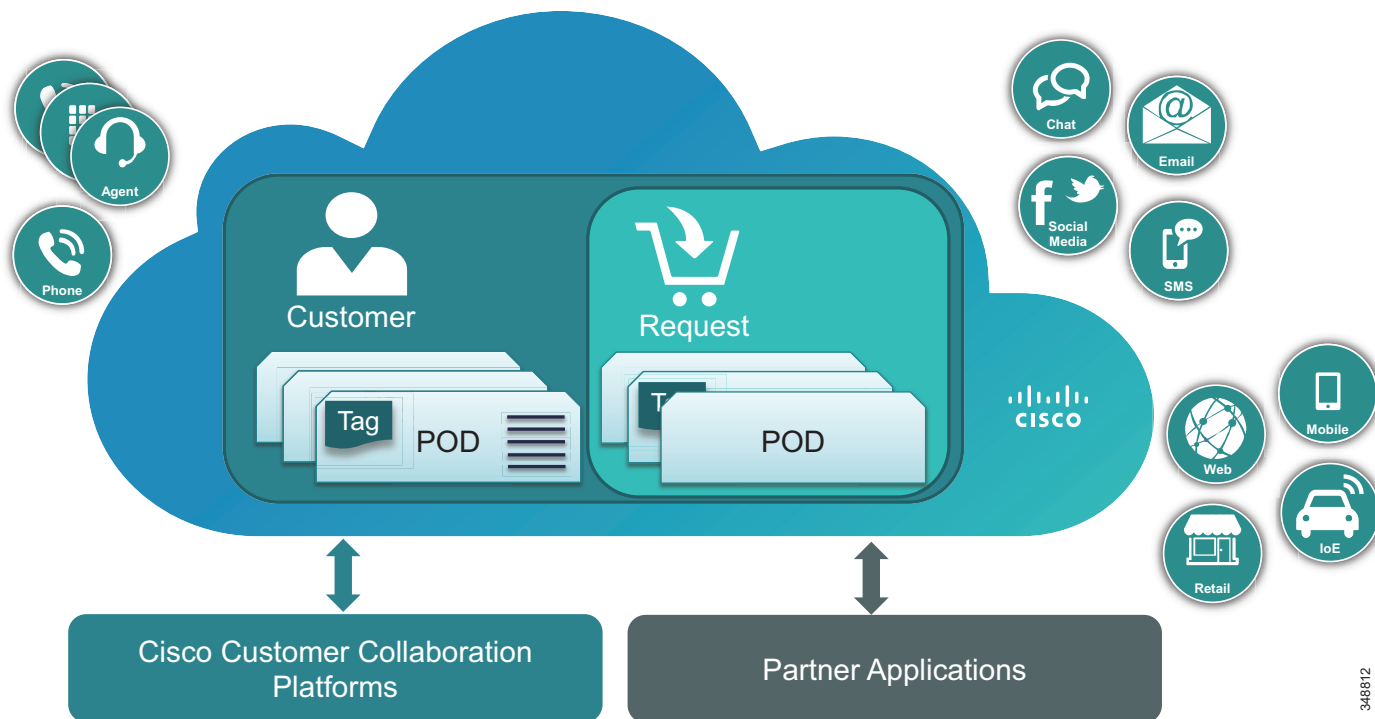 Agent
Phone
Customer
Tag
POD
Request
T
POD
CISCO
Chat
@
Email
f
Social
Media
SMS
Web
Mobile
Retail
IoE
Cisco Customer Collaboration
Platforms
Partner Applications
348812